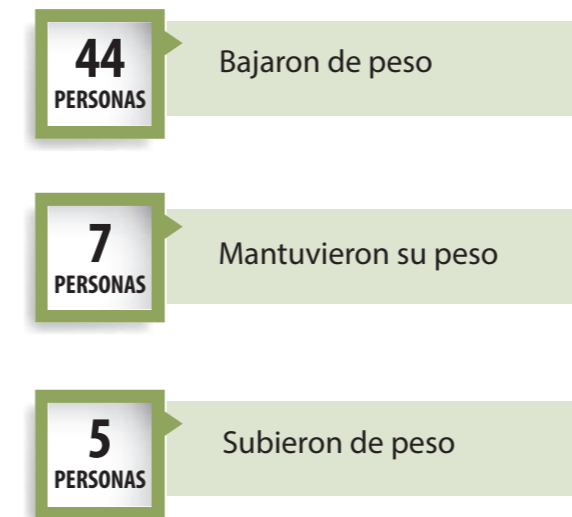 44
PERSONAS
Bajaron de peso
7
PERSONAS
Mantuvieron su peso
5
PERSONAS
Subieron de peso